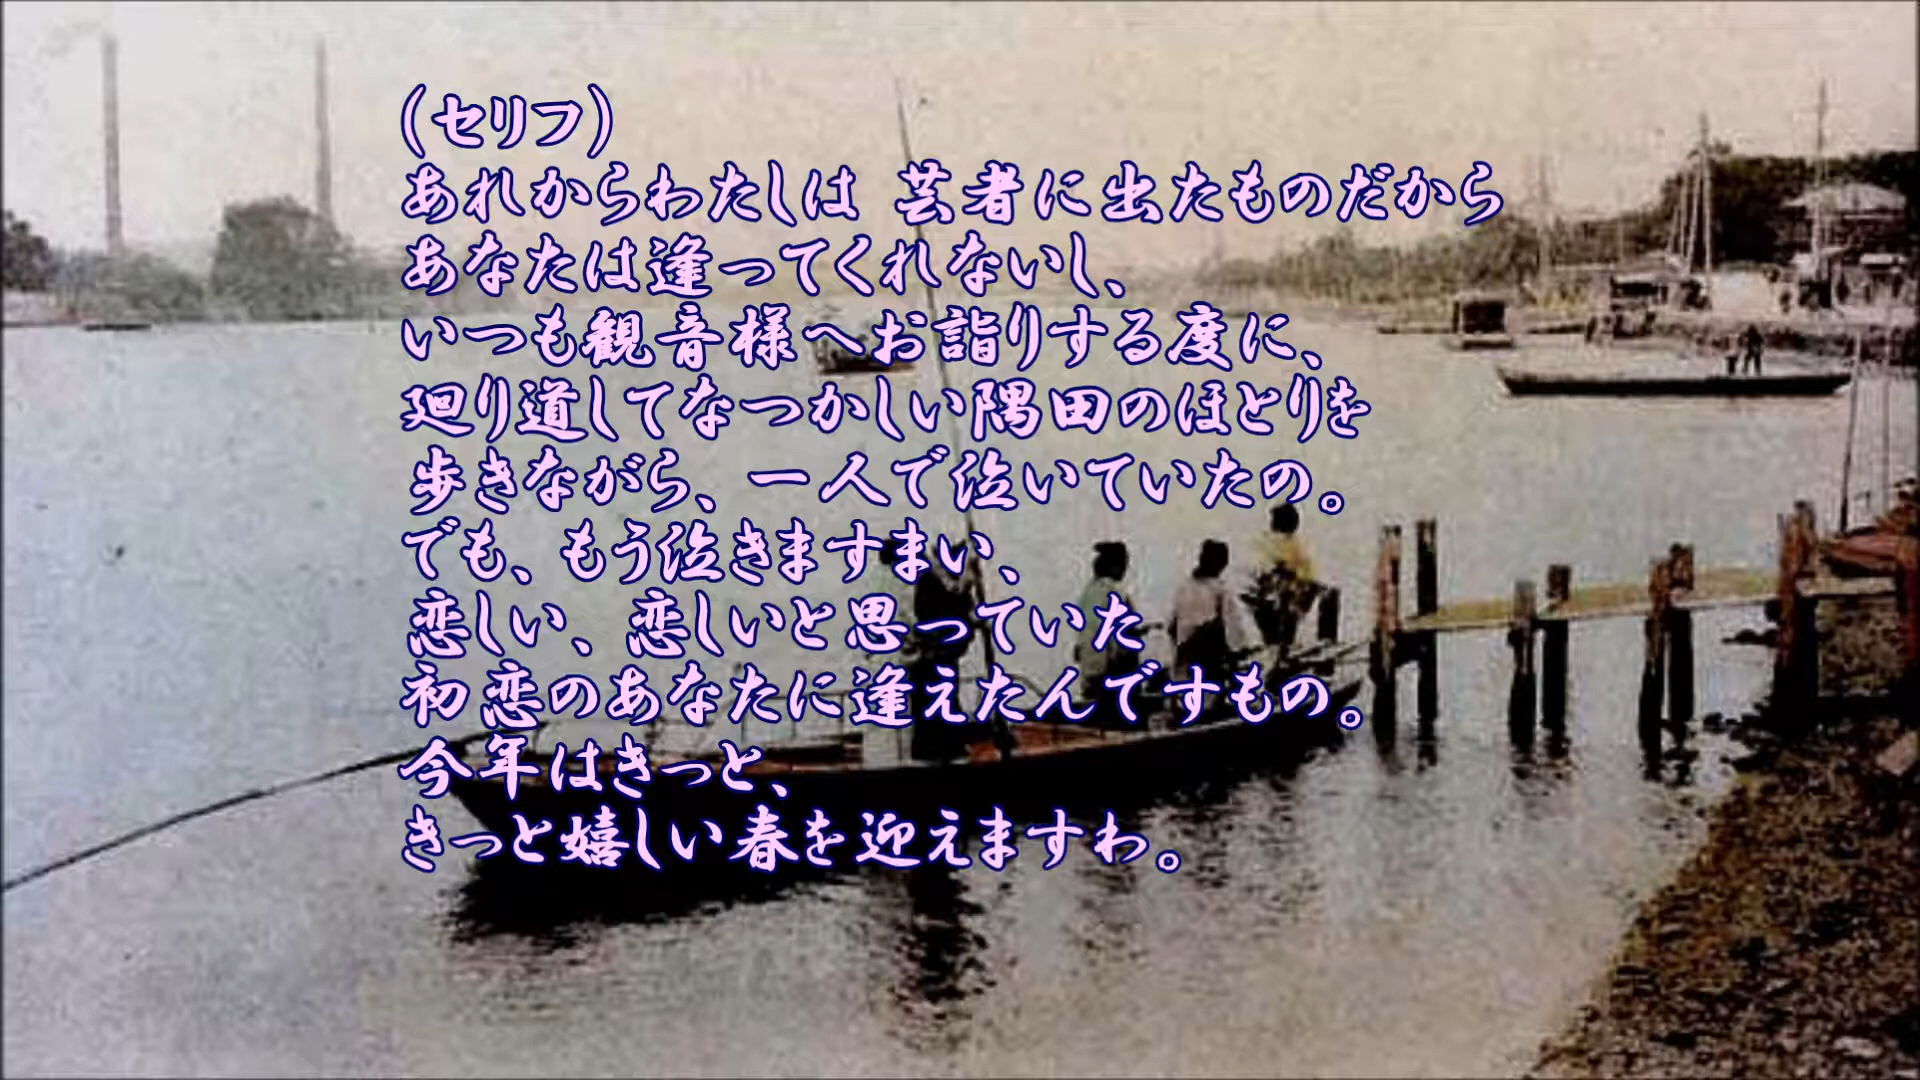 (セリフ)
あれからわたしは 芸者に出たものだから
あなたは逢ってくれないし、
いつも観音様へお詣りする度に、
廻り道してなつかしい隅田のほとりを
歩きながら、一人で泣いていたの。
でも、もう泣きますまい、
恋しい、恋しいと思っていた
初恋のあなたに逢えたんですもの。
今年はきっと、
きっと嬉しい春を迎えますわ。